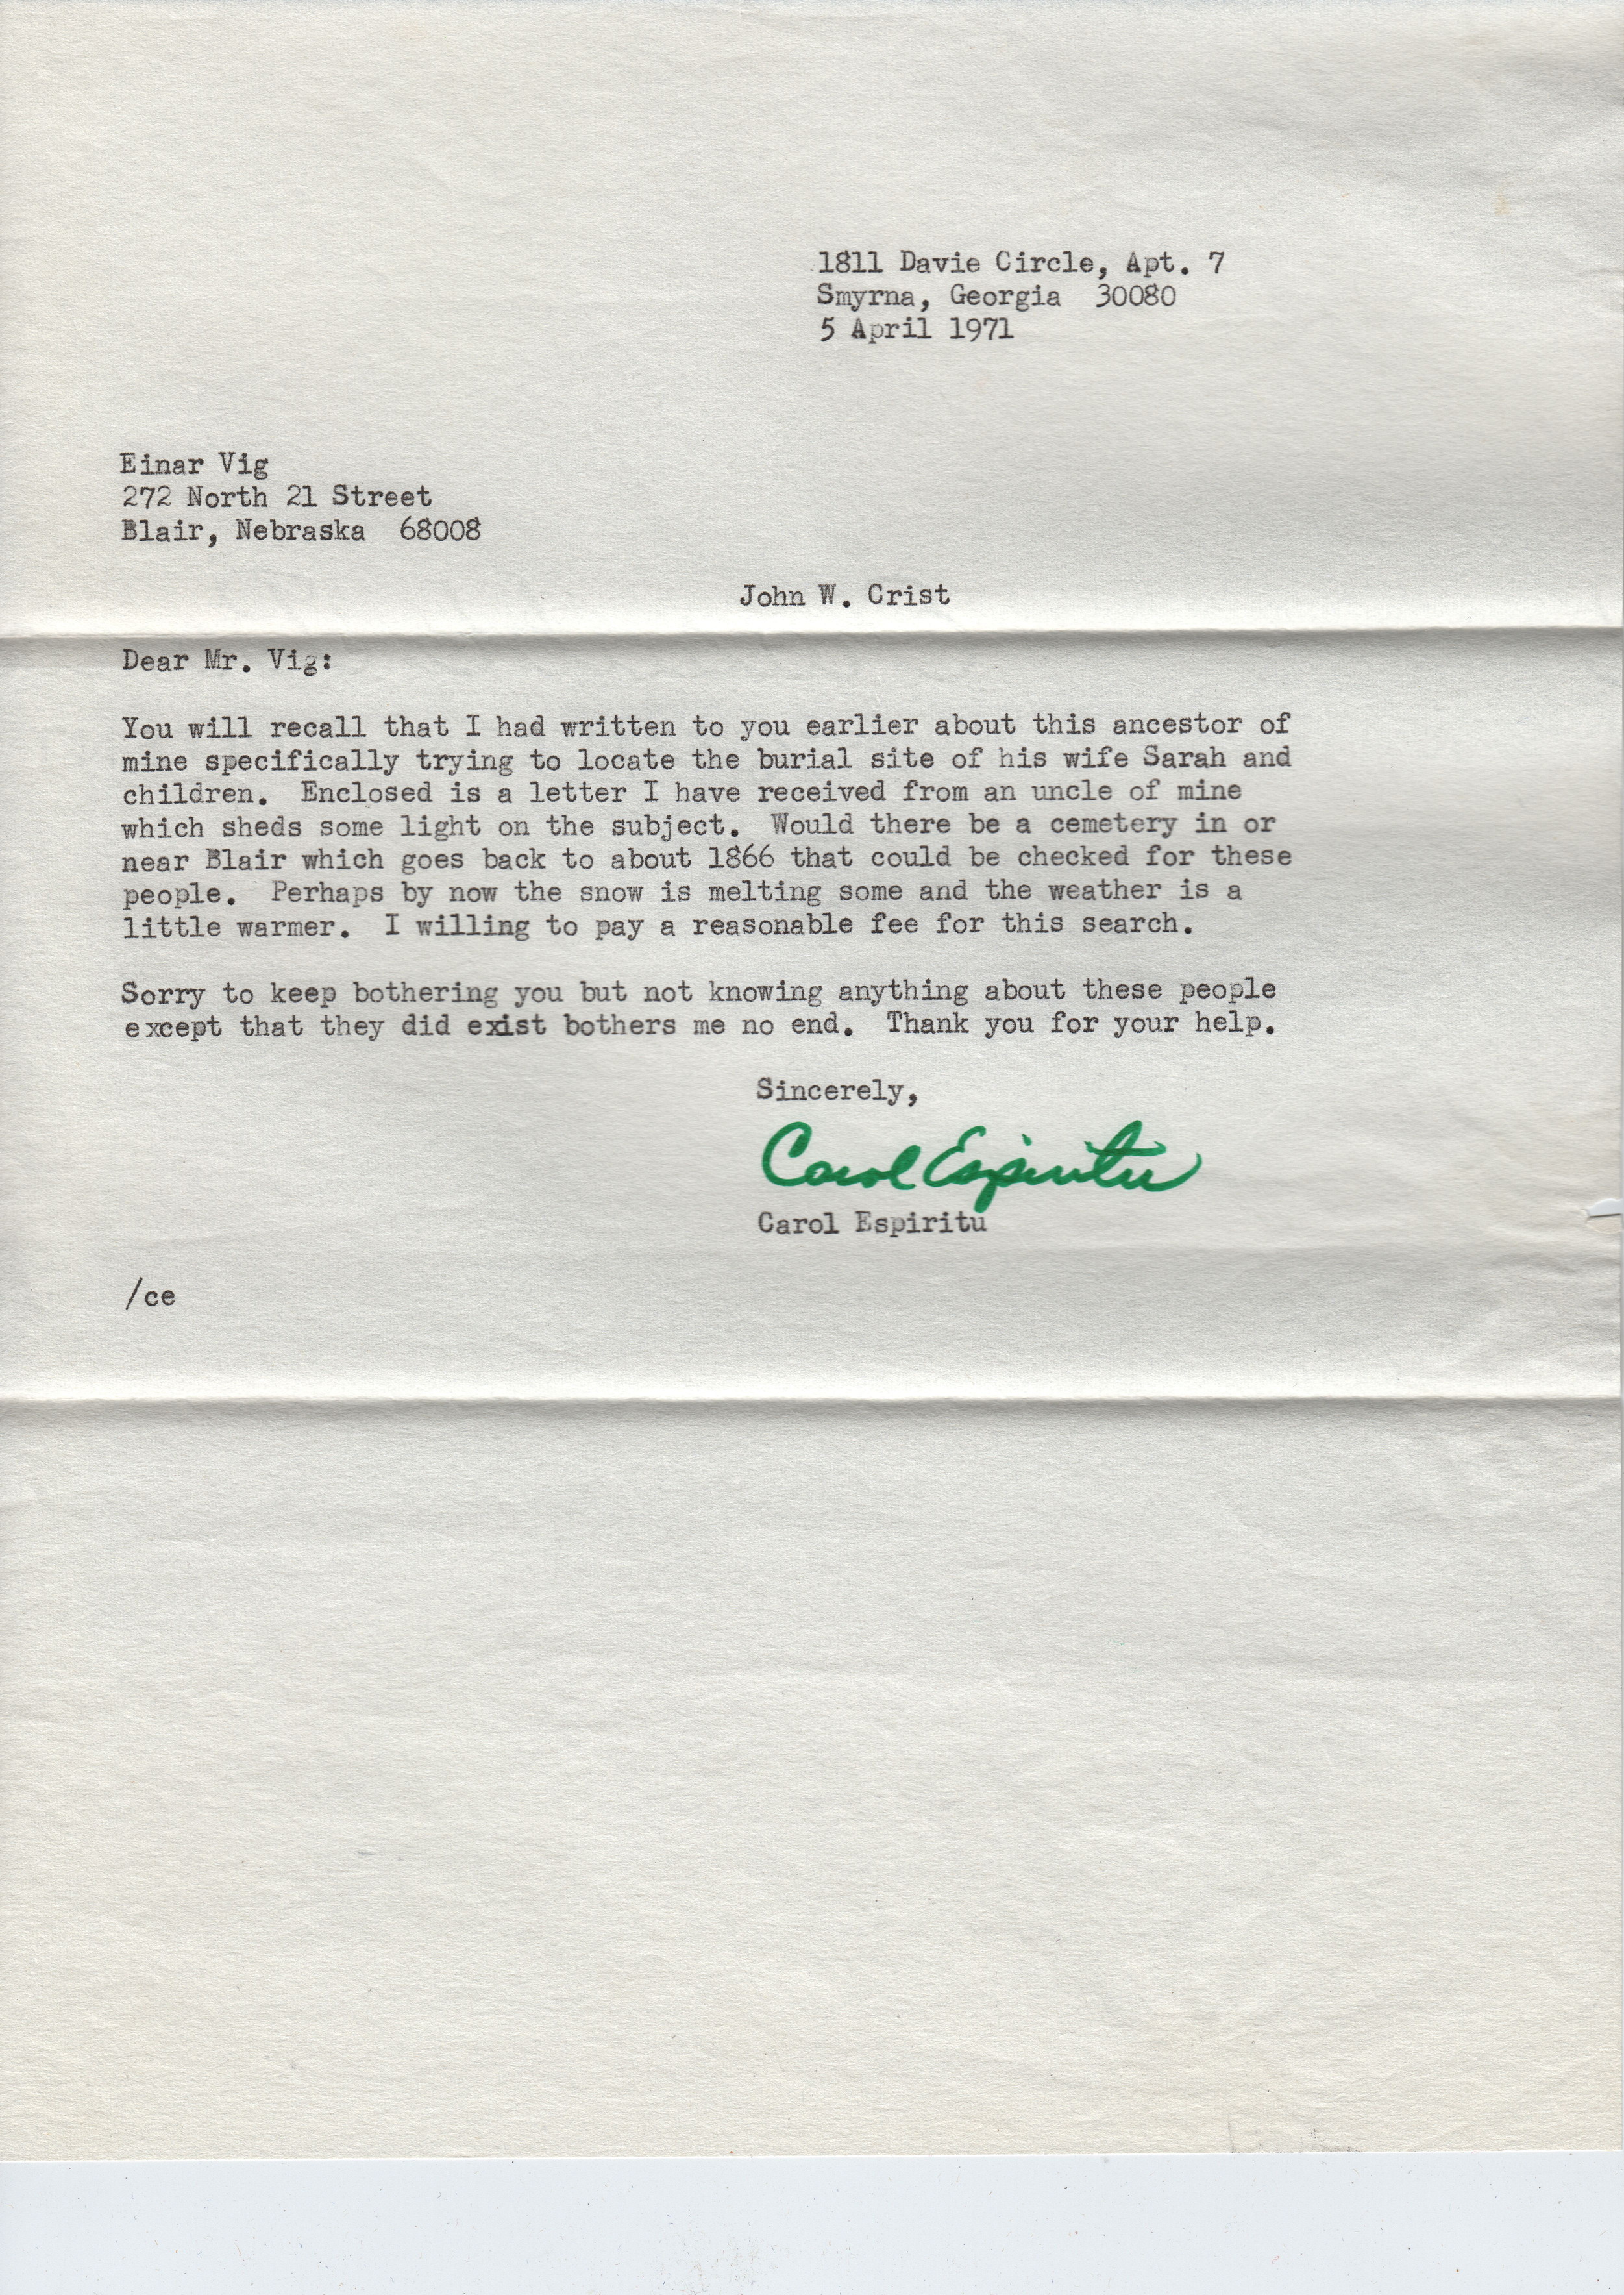 1811 Davie Circle, Apt. 7
Smyrna, Georgia  30080
5 April 1971
Einar Vig
272 North 21 Street
Blair, Nebraska  68008
John W. Crist
Dear Mr. Vig:
You will recall that I had written to you earlier about this ancestor of
mine specifically trying to locate the burial site of his wife Sarah and
children.  Enclosed is a letter I have received from an uncle of mine
which sheds some light on the subject.  Would there be a cemetery in or
near Blair which goes back to about 1866 that could be checked for these
people.  Perhaps by now the snow is melting some and the weather is a
little warmer.  I willing to pay a reasonable fee for this search.
Sorry to keep bothering you but not knowing anything about these people
except that they did exist bothers me no end.  Thank you for your help.
Sincerely,
Carol Espiritu
Carol Espiritu
/ce